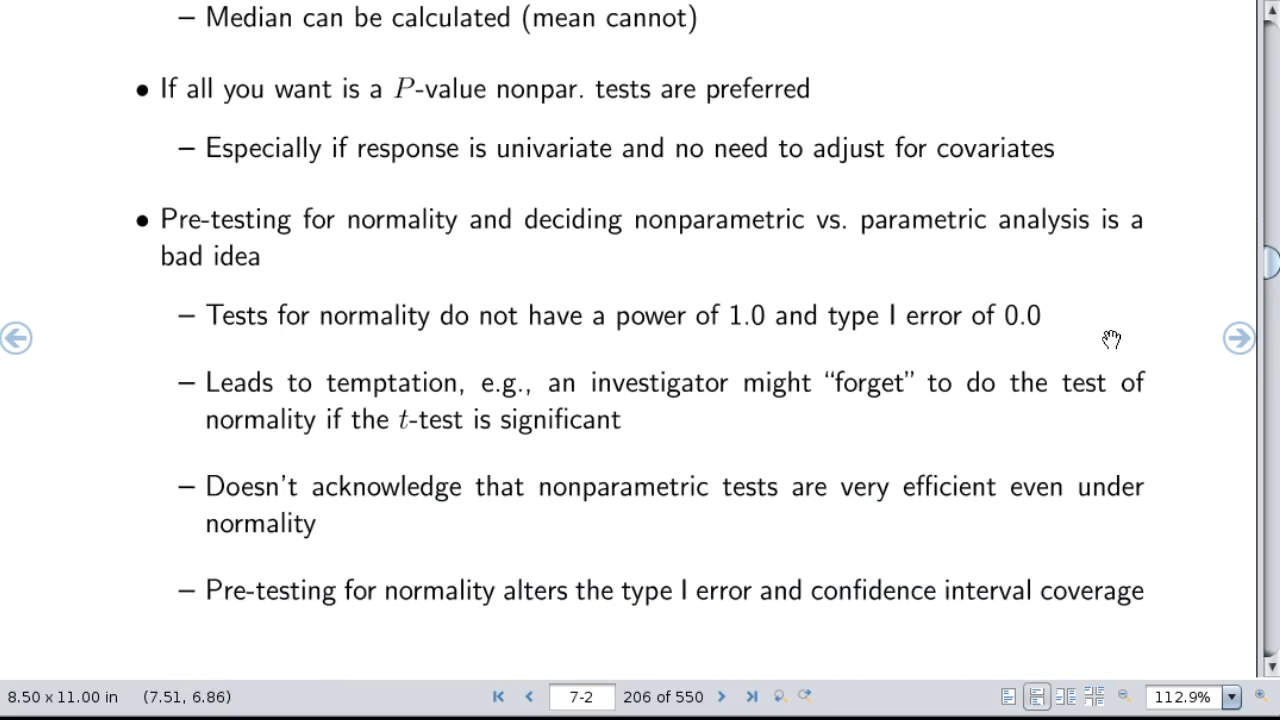 – Median can be calculated (mean cannot)
• If all you want is a P-value nonpar. tests are preferred
– Especially if response is univariate and no need to adjust for covariates
• Pre-testing for normality and deciding nonparametric vs. parametric analysis is a
bad idea
– Tests for normality do not have a power of 1.0 and type I error of 0.0
– Leads to temptation, e.g., an investigator might “forget” to do the test of
normality if the t-test is significant
– Doesn't acknowledge that nonparametric tests are very efficient even under
normality
– Pre-testing for normality alters the type I error and confidence interval coverage
8.50 x 11.00 in (7.51, 6.86) 7-2 206 of 550 112.9%